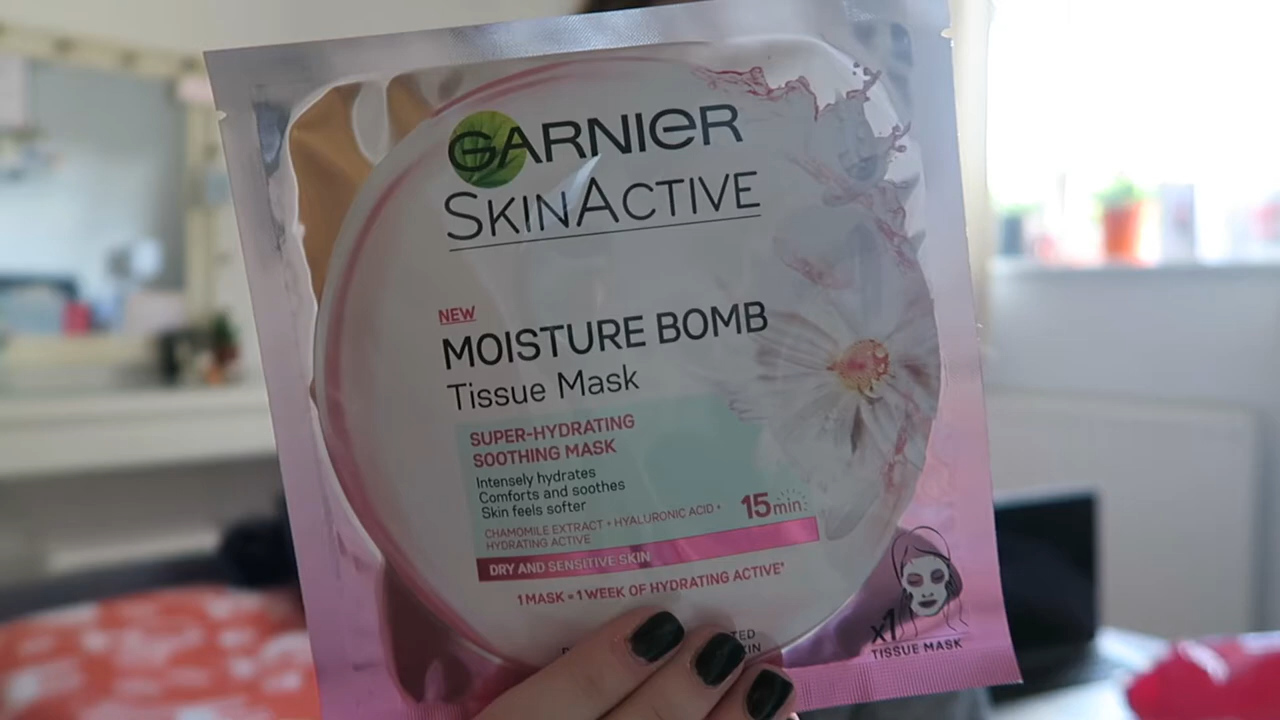 GARNIER
SKINACTIVE
NEW
MOISTURE BOMB
Tissue Mask
SUPER-HYDRATING
SOOTHING MASK
Intensely hydrates
Comforts and soothes
Skin feels softer
CHAMOMILE EXTRACT + HYALURONIC ACID +
HYDRATING ACTIVE
15 min
DRY AND SENSITIVE SKIN
1 MASK = 1 WEEK OF HYDRATING ACTIVE*
x1
TISSUE MASK